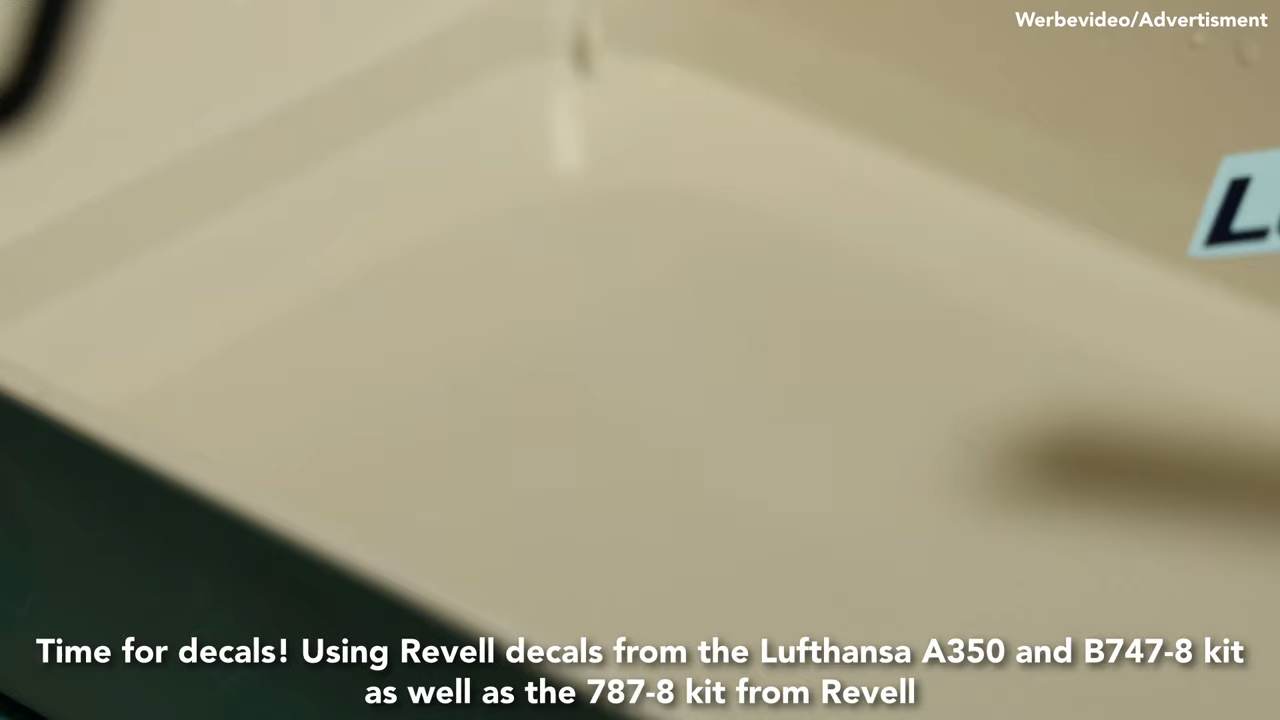 Werbevideo/Advertisment
L
Time for decals! Using Revell decals from the Lufthansa A350 and B747-8 kit
as well as the 787-8 kit from Revell